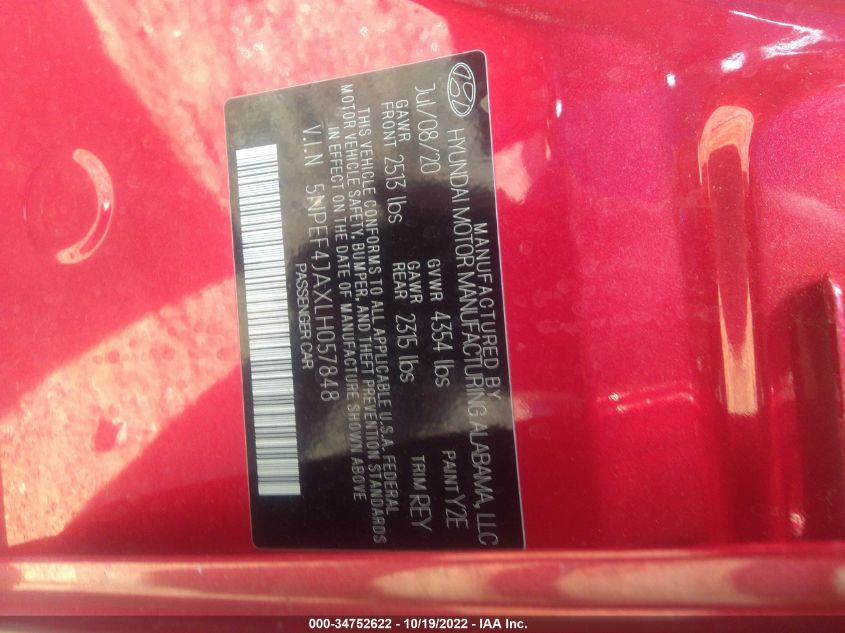 MANUFACTURED BY
HYUNDAI MOTOR MANUFACTURING ALABAMA, LLC
Jul/08/20 GVWR 4354 lbs PAINT Y2E
GAWR FRONT 2513 lbs GAWR REAR 2315 lbs TRIM REY
THIS VEHICLE CONFORMS TO ALL APPLICABLE U.S.A. FEDERAL
MOTOR VEHICLE SAFETY, BUMPER, AND THEFT PREVENTION STANDARDS
IN EFFECT ON THE DATE OF MANUFACTURE SHOWN ABOVE
V.I.N 5NPEF4JAXLH057848
PASSENGER CAR
000-34752622 - 10/19/2022 - IAA Inc.